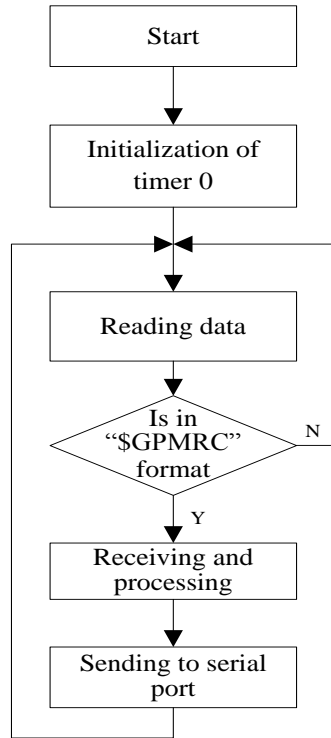 Start
Initialization of
timer 0
Reading data
Is in
“$GPMRC”
format
N
Y
Receiving and
processing
Sending to serial
port